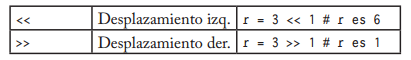 << Desplazamiento izq. r = 3 << 1 # r es 6
>> Desplazamiento der. r = 3 >> 1 # r es 1